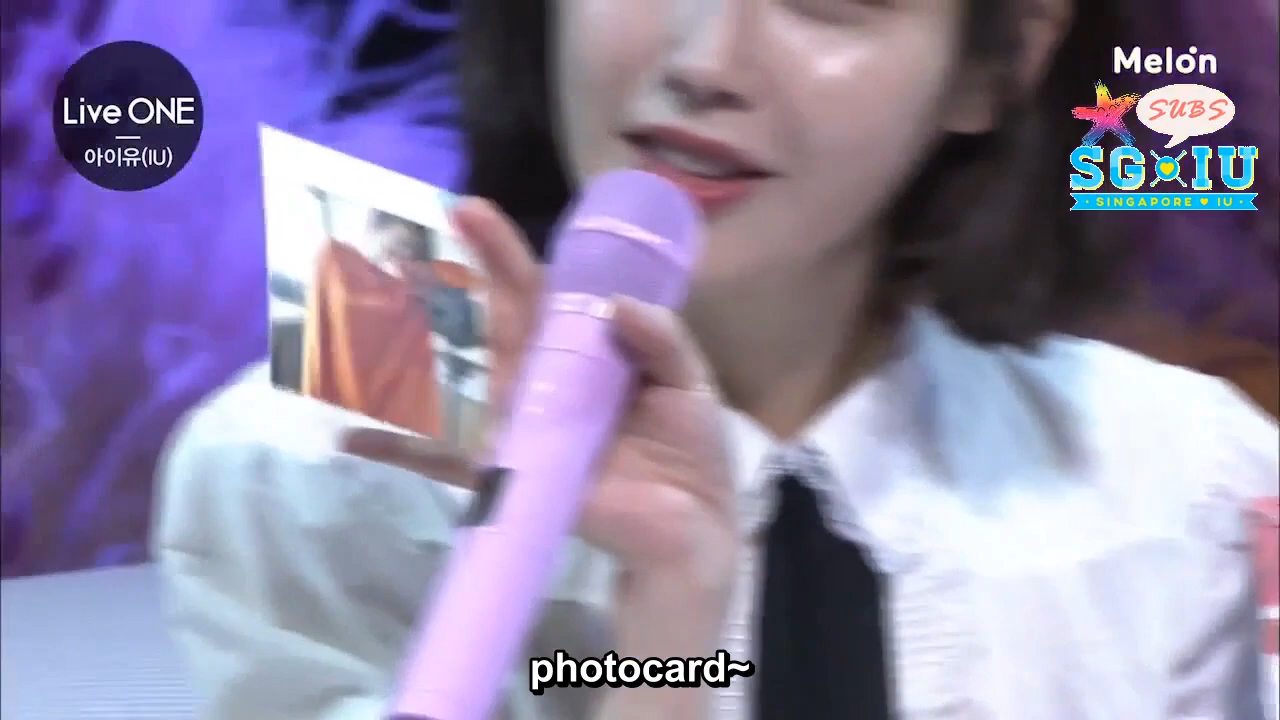 Live ONE
아이유(IU)
Melon
SUBS
SG IU
SINGAPORE IU
photocard~